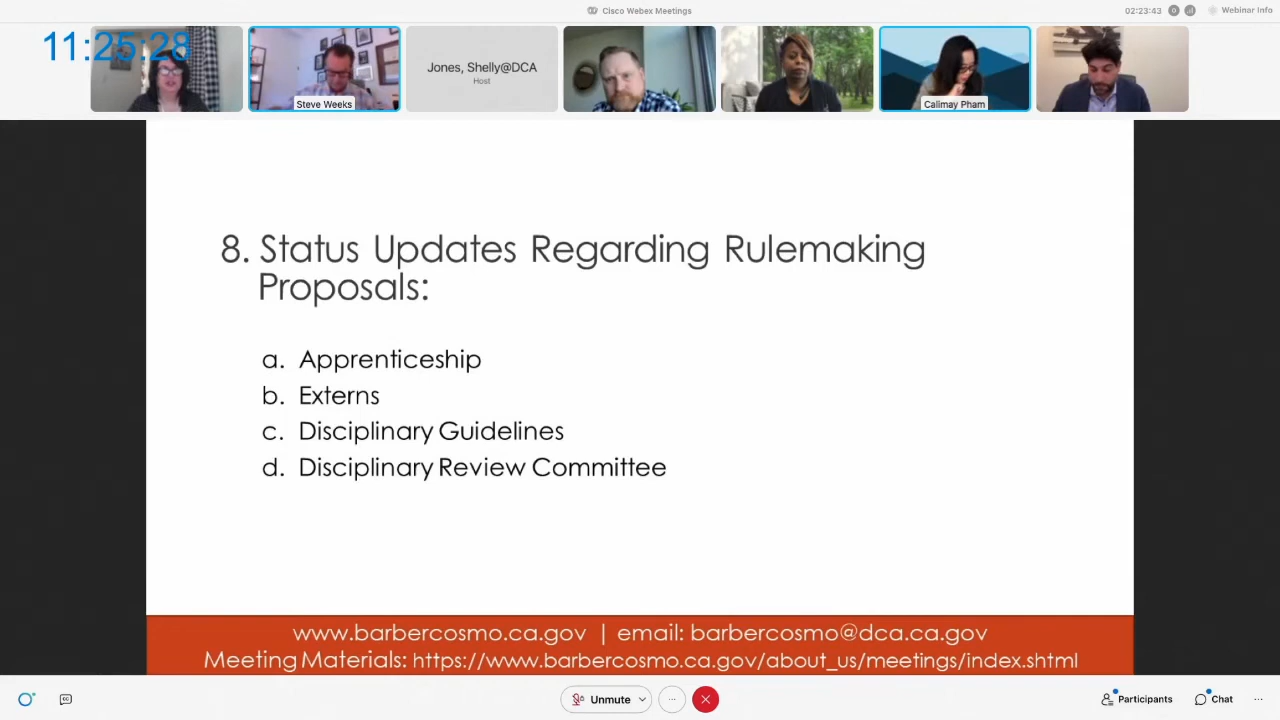 Cisco Webex Meetings
02:23:43
Webinar Info
11:25:28
Steve Weeks
Jones, Shelly@DCA
Host
Calimay Pham
8. Status Updates Regarding Rulemaking
Proposals:
a. Apprenticeship
b. Externs
c. Disciplinary Guidelines
d. Disciplinary Review Committee
www.barbercosmo.ca.gov | email: barbercosmo@dca.ca.gov
Meeting Materials: https://www.barbercosmo.ca.gov/about_us/meetings/index.shtml
Unmute
Participants
Chat